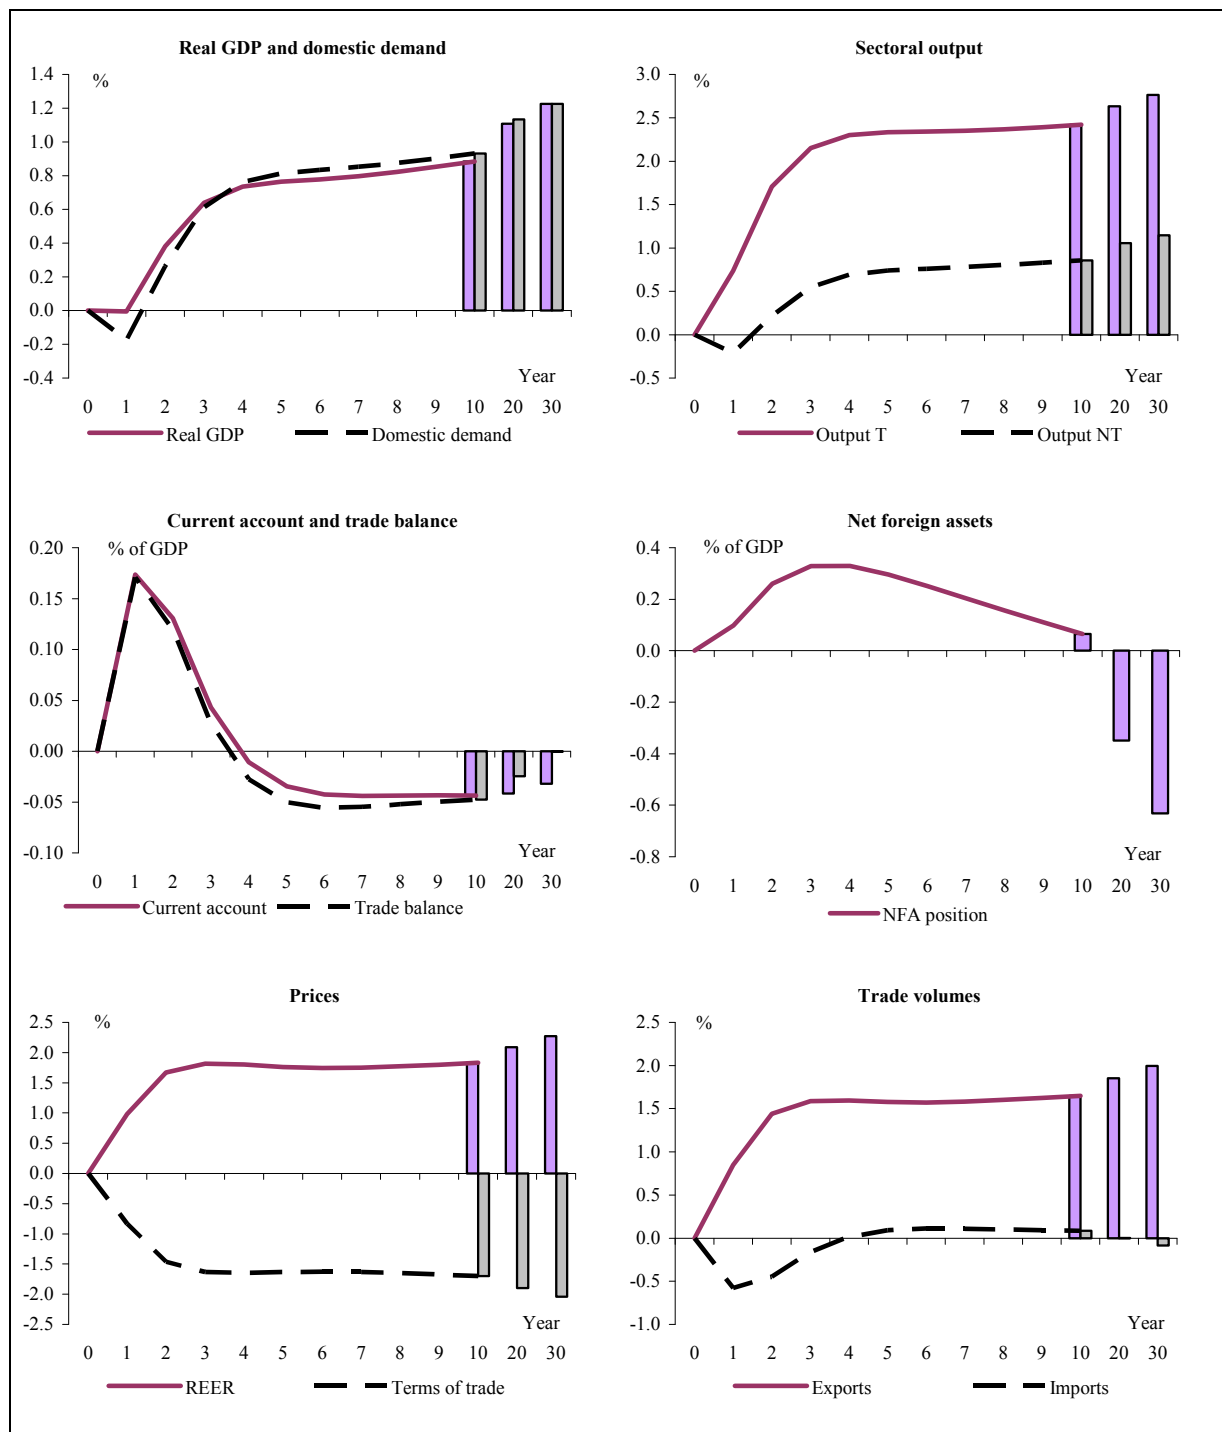 Real GDP and domestic demand
%
1.4
1.2
1.0
0.8
0.6
0.4
0.2
0.0
-0.2
-0.4
Year
0 1 2 3 4 5 6 7 8 9 10 20 30
Real GDP Domestic demand
Sectoral output
%
3.0
2.5
2.0
1.5
1.0
0.5
0.0
-0.5
Year
0 1 2 3 4 5 6 7 8 9 10 20 30
Output T Output NT
Current account and trade balance
% of GDP
0.20
0.15
0.10
0.05
0.00
-0.05
-0.10
Year
0 1 2 3 4 5 6 7 8 9 10 20 30
Current account Trade balance
Net foreign assets
% of GDP
0.4
0.2
0.0
-0.2
-0.4
-0.6
-0.8
Year
0 1 2 3 4 5 6 7 8 9 10 20 30
NFA position
Prices
%
2.5
2.0
1.5
1.0
0.5
0.0
-0.5
-1.0
-1.5
-2.0
-2.5
Year
0 1 2 3 4 5 6 7 8 9 10 20 30
REER Terms of trade
Trade volumes
%
2.5
2.0
1.5
1.0
0.5
0.0
-0.5
-1.0
Year
0 1 2 3 4 5 6 7 8 9 10 20 30
Exports Imports